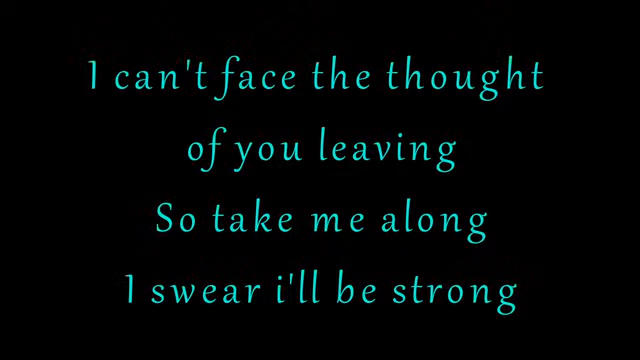 I can't face the thought
of you leaving
So take me along
I swear i'll be strong